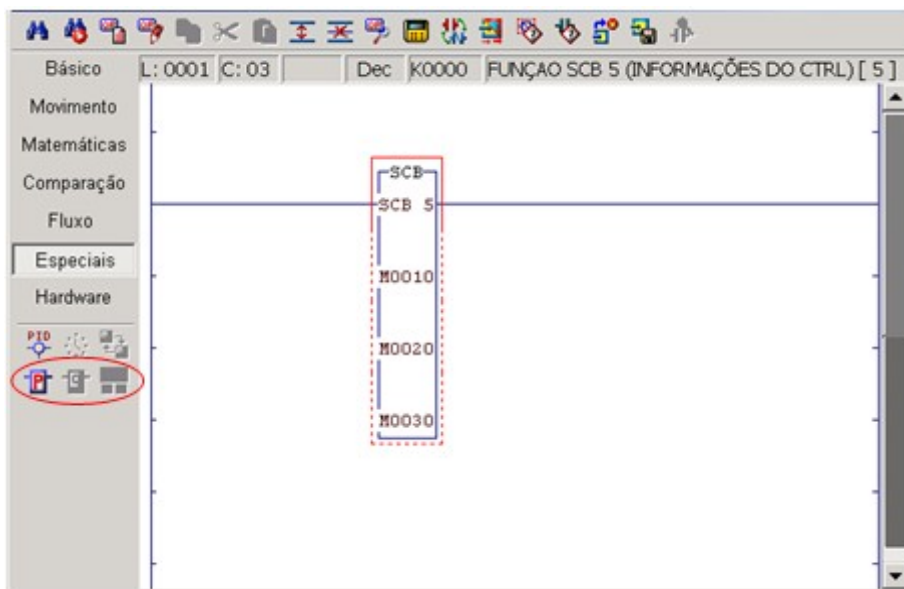 Básico
L: 0001 C: 03 Dec K0000 FUNÇAO SCB 5 (INFORMAÇÕES DO CTRL) [ 5 ]
Movimento
Matemáticas
Comparação
Fluxo
Especiais
Hardware
PID
P
C
SCB
SCB 5
M0010
M0020
M0030